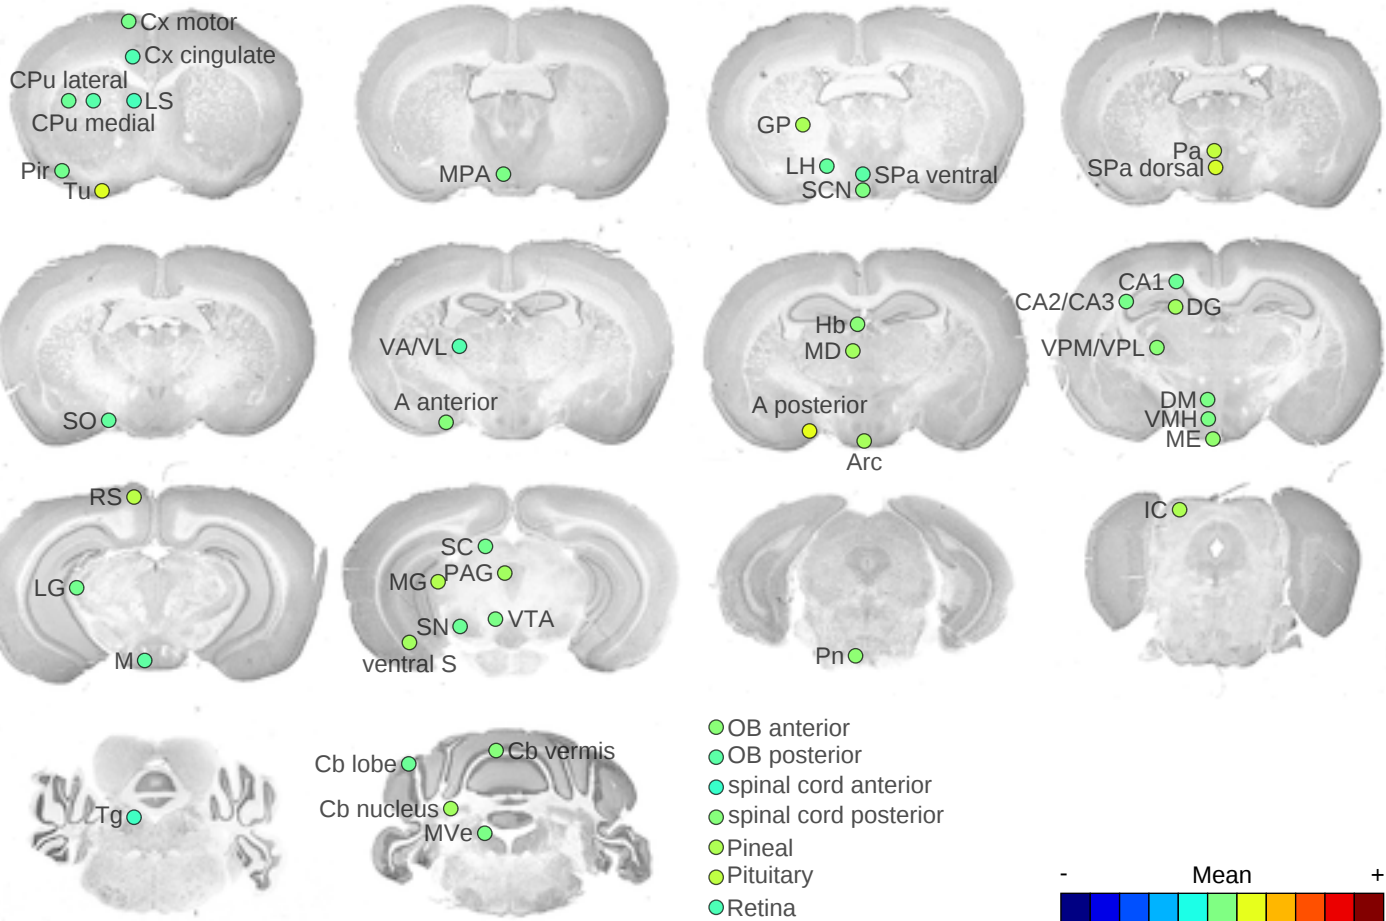 Cx motor
Cx cingulate
CPu lateral
LS
CPu medial
Pir
Tu
MPA
GP
LH
SPa ventral
SCN
Pa
SPa dorsal
SO
VA/VL
A anterior
Hb
MD
A posterior
Arc
CA1
CA2/CA3
DG
VPM/VPL
DM
VMH
ME
RS
LG
M
SC
MG
PAG
SN
VTA
ventral S
Pn
IC
Tg
Cb lobe
Cb vermis
Cb nucleus
MVe
OB anterior
OB posterior
spinal cord anterior
spinal cord posterior
Pineal
Pituitary
Retina
- Mean +